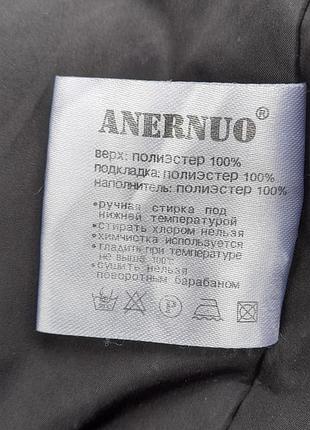 ANERNUO®
верх: полиэстер 100%
подкладка: полиэстер 100%
наполнитель: полиэстер 100%
•ручная стирка под
нижней температурой
•стирать хлором нельзя
•химчистка используется
•гладить при температуре
не выше 100°
•сушить нельзя
поворотным барабаном
P